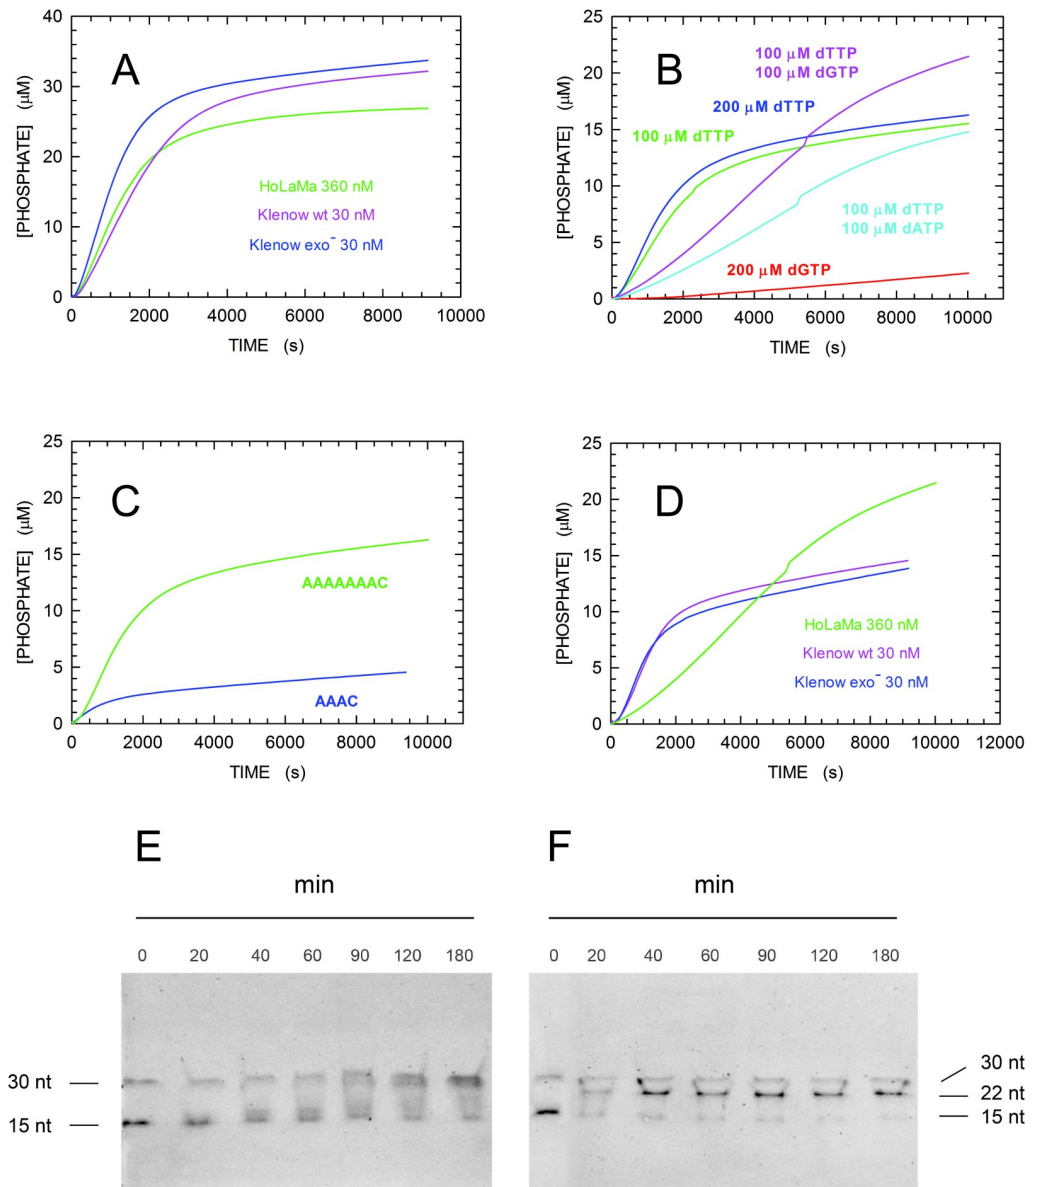 A
[PHOSPHATE] (µM)
40
30
20
10
0
HoLaMa 360 nM
Klenow wt 30 nM
Klenow exo⁻ 30 nM
0 2000 4000 6000 8000 10000
TIME (s)
B
[PHOSPHATE] (µM)
25
20
15
10
5
0
100 µM dTTP
100 µM dGTP
200 µM dTTP
100 µM dTTP
100 µM dTTP
100 µM dATP
200 µM dGTP
0 2000 4000 6000 8000 10000
TIME (s)
C
[PHOSPHATE] (µM)
25
20
15
10
5
0
AAAAAAAC
AAAC
0 2000 4000 6000 8000 10000
TIME (s)
D
[PHOSPHATE] (µM)
25
20
15
10
5
0
HoLaMa 360 nM
Klenow wt 30 nM
Klenow exo⁻ 30 nM
0 2000 4000 6000 8000 10000 12000
TIME (s)
E
min
0 20 40 60 90 120 180
30 nt
15 nt
F
min
0 20 40 60 90 120 180
30 nt
22 nt
15 nt